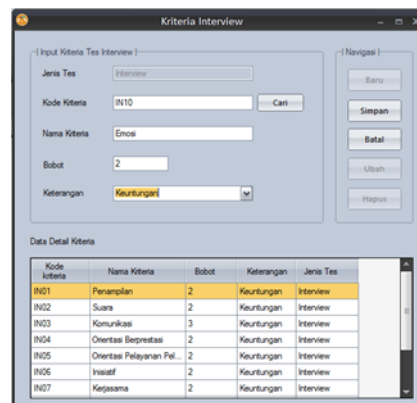 Kriteria Interview
| Input Kriteria Tes Interview |
Jenis Tes
Interview
Kode Kriteria
IN10
Cari
Nama Kriteria
Emosi
Bobot
2
Keterangan
Keuntungan
| Navigasi |
Baru
Simpan
Batal
Ubah
Hapus
Data Detail Kriteria
Kode kriteria Nama Kriteria Bobot Keterangan Jenis Tes
IN01 Penampilan 2 Keuntungan Interview
IN02 Suara 2 Keuntungan Interview
IN03 Komunikasi 3 Keuntungan Interview
IN04 Orientasi Berprestasi 2 Keuntungan Interview
IN05 Orientasi Pelayanan Pel... 2 Keuntungan Interview
IN06 Inisiatif 2 Keuntungan Interview
IN07 Kerjasama 2 Keuntungan Interview